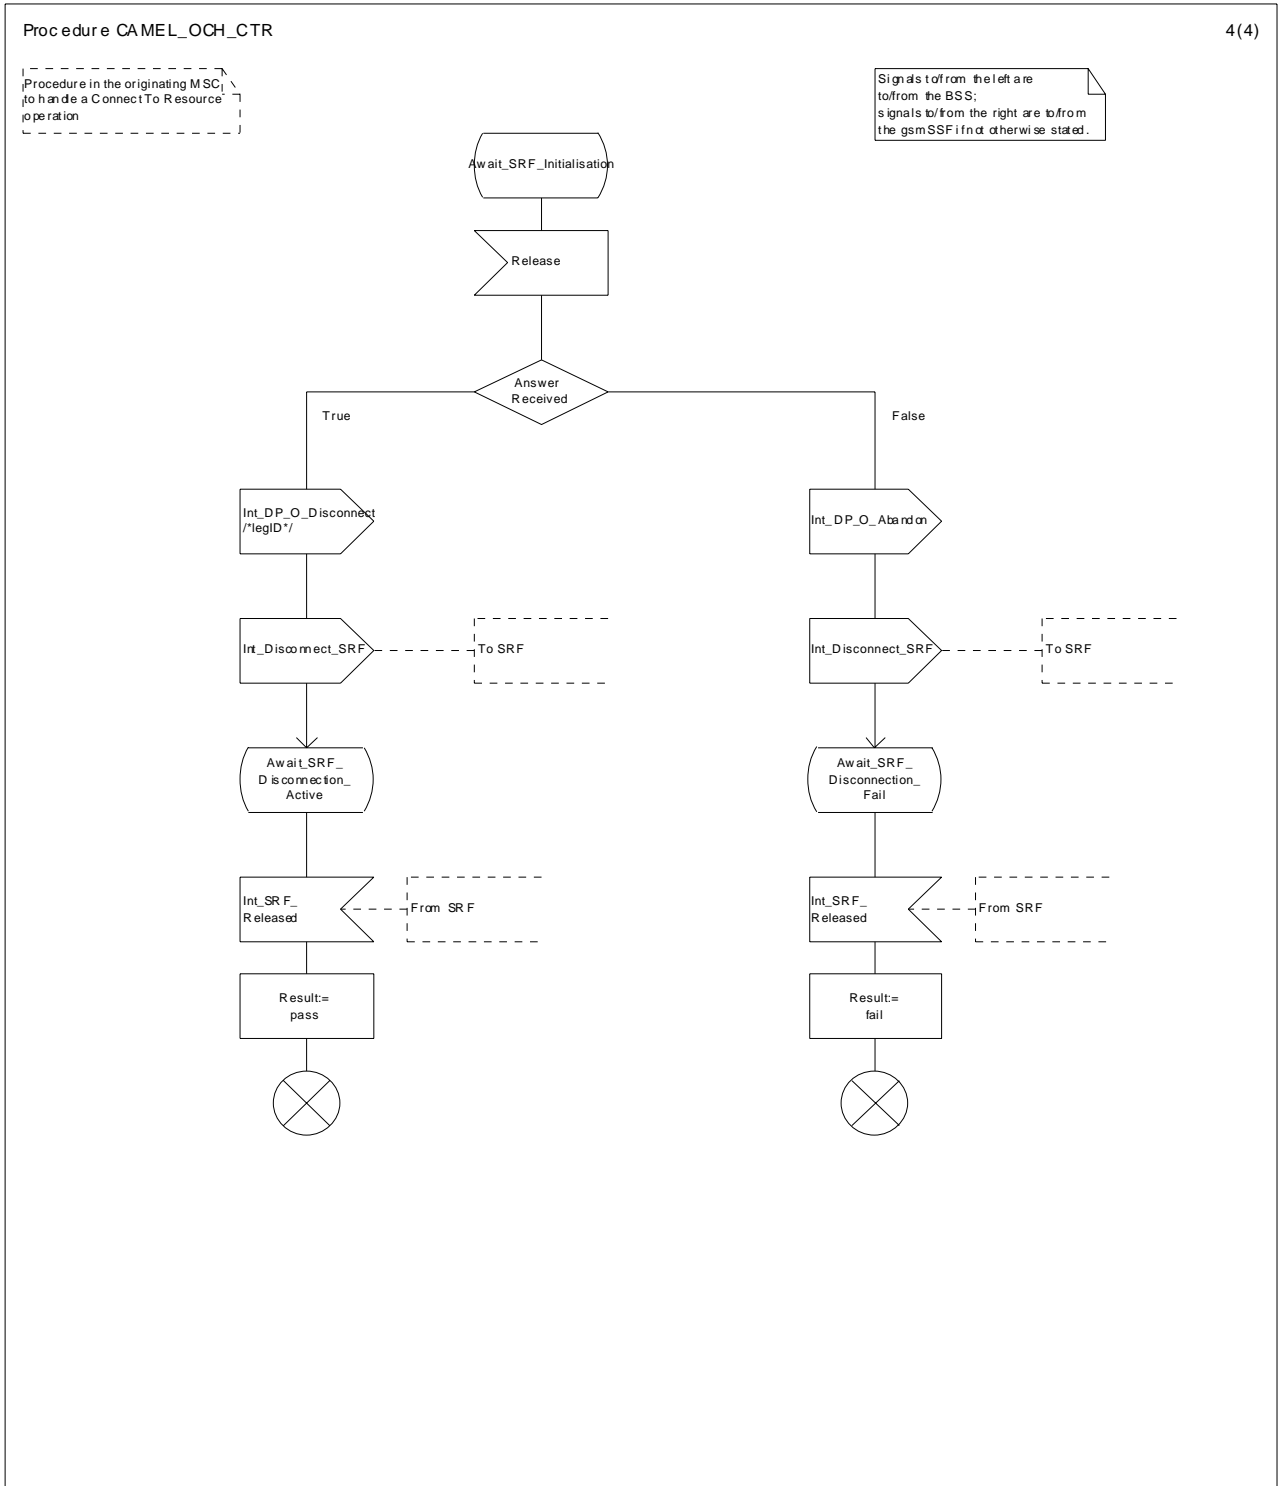 Procedure CAMEL_OCH_CTR
4(4)
Procedure in the originating MSC
to handle a Connect To Resource
operation
Signals to/from the left are
to/from the BSS;
signals to/from the right are to/from
the gsmSSF if not otherwise stated.
Await_SRF_Initialisation
Release
Answer
Received
True
False
Int_DP_O_Disconnect
/*legID*/
Int_DP_O_Abandon
Int_Disconnect_SRF
To SRF
Int_Disconnect_SRF
To SRF
Await_SRF_
Disconnection_
Active
Await_SRF_
Disconnection_
Fail
Int_SRF_
Released
From SRF
Int_SRF_
Released
From SRF
Result:=
pass
Result:=
fail